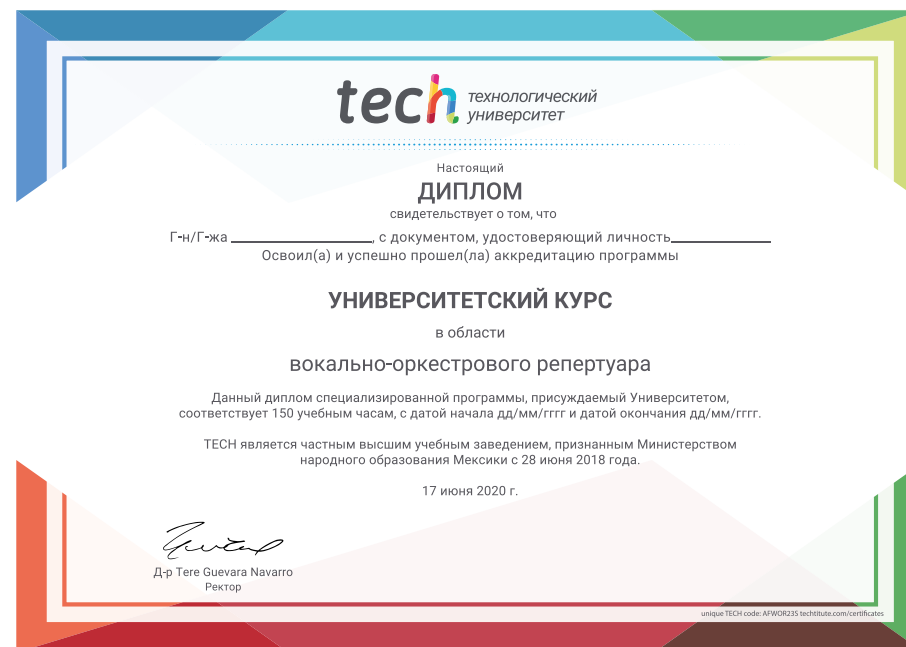 tech технологический
университет
Настоящий
ДИПЛОМ
свидетельствует о том, что
Г-н/Г-жа ____________________, с документом, удостоверяющий личность______________
Освоил(а) и успешно прошел(ла) аккредитацию программы
УНИВЕРСИТЕТСКИЙ КУРС
в области
вокально-оркестрового репертуара
Данный диплом специализированной программы, присуждаемый Университетом,
соответствует 150 учебным часам, с датой начала дд/мм/гггг и датой окончания дд/мм/гггг.
TECH является частным высшим учебным заведением, признанным Министерством
народного образования Мексики с 28 июня 2018 года.
17 июня 2020 г.
Д-р Tere Guevara Navarro
Ректор
unique TECH code: AFWOR23S techtitute.com/certificates